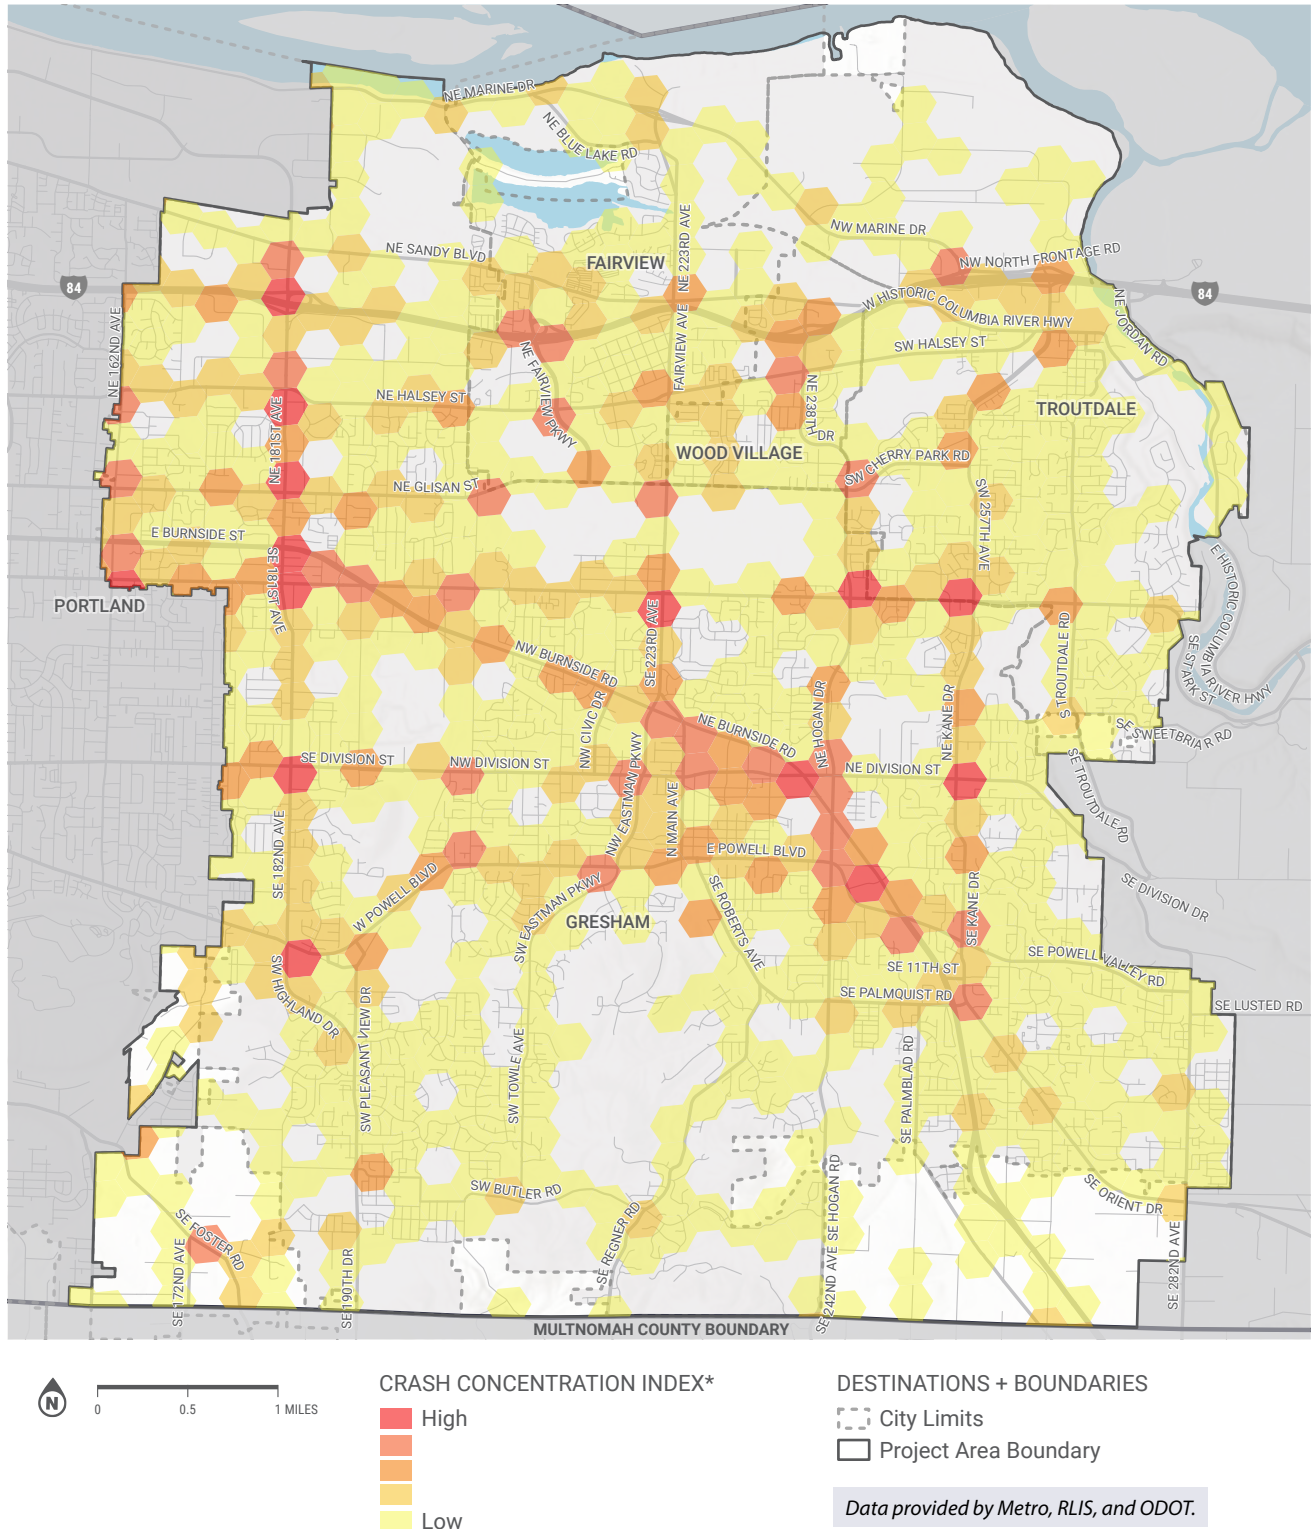 NE MARINE DR
NE BLUE LAKE RD
NE 223RD AVE
NW MARINE DR
NE SANDY BLVD
FAIRVIEW
NW NORTH FRONTAGE RD
84
84
W HISTORIC COLUMBIA RIVER HWY
NE JORDAN RD
NE 162ND AVE
SW HALSEY ST
NE FAIRVIEW PKWY
FAIRVIEW AVE
NE HALSEY ST
NE 238TH DR
TROUTDALE
NE 181ST AVE
WOOD VILLAGE
SW CHERRY PARK RD
NE GLISAN ST
SW 257TH AVE
E BURNSIDE ST
E HISTORIC COLUMBIA RIVER HWY
PORTLAND
SE 181ST AVE
SE 223RD AVE
S TROUTDALE RD
SE STARK ST
NW BURNSIDE RD
NW CIVIC DR
NE BURNSIDE RD
NE HOGAN DR
NE KANE DR
SE SWEETBRIAR RD
SE DIVISION ST
NW DIVISION ST
NW EASTMAN PKWY
NE DIVISION ST
SE TROUTDALE RD
N MAIN AVE
SE 182ND AVE
E POWELL BLVD
W POWELL BLVD
SE DIVISION DR
SW EASTMAN PKWY
GRESHAM
SE ROBERTS AVE
SE KANE DR
SE 11TH ST
SE POWELL VALLEY RD
SW HIGHLAND DR
SW PLEASANT VIEW DR
SE PALMQUIST RD
SE LUSTED RD
SW TOWLE AVE
SE PALMBLAD RD
SW BUTLER RD
SE ORIENT DR
SE FOSTER RD
SE REGNER RD
SE HOGAN RD
SE 172ND AVE
SE 190TH DR
SE 242ND AVE
SE 282ND AVE
MULTNOMAH COUNTY BOUNDARY
N
0 0.5 1 MILES
CRASH CONCENTRATION INDEX*
High
Low
DESTINATIONS + BOUNDARIES
City Limits
Project Area Boundary
Data provided by Metro, RLIS, and ODOT.